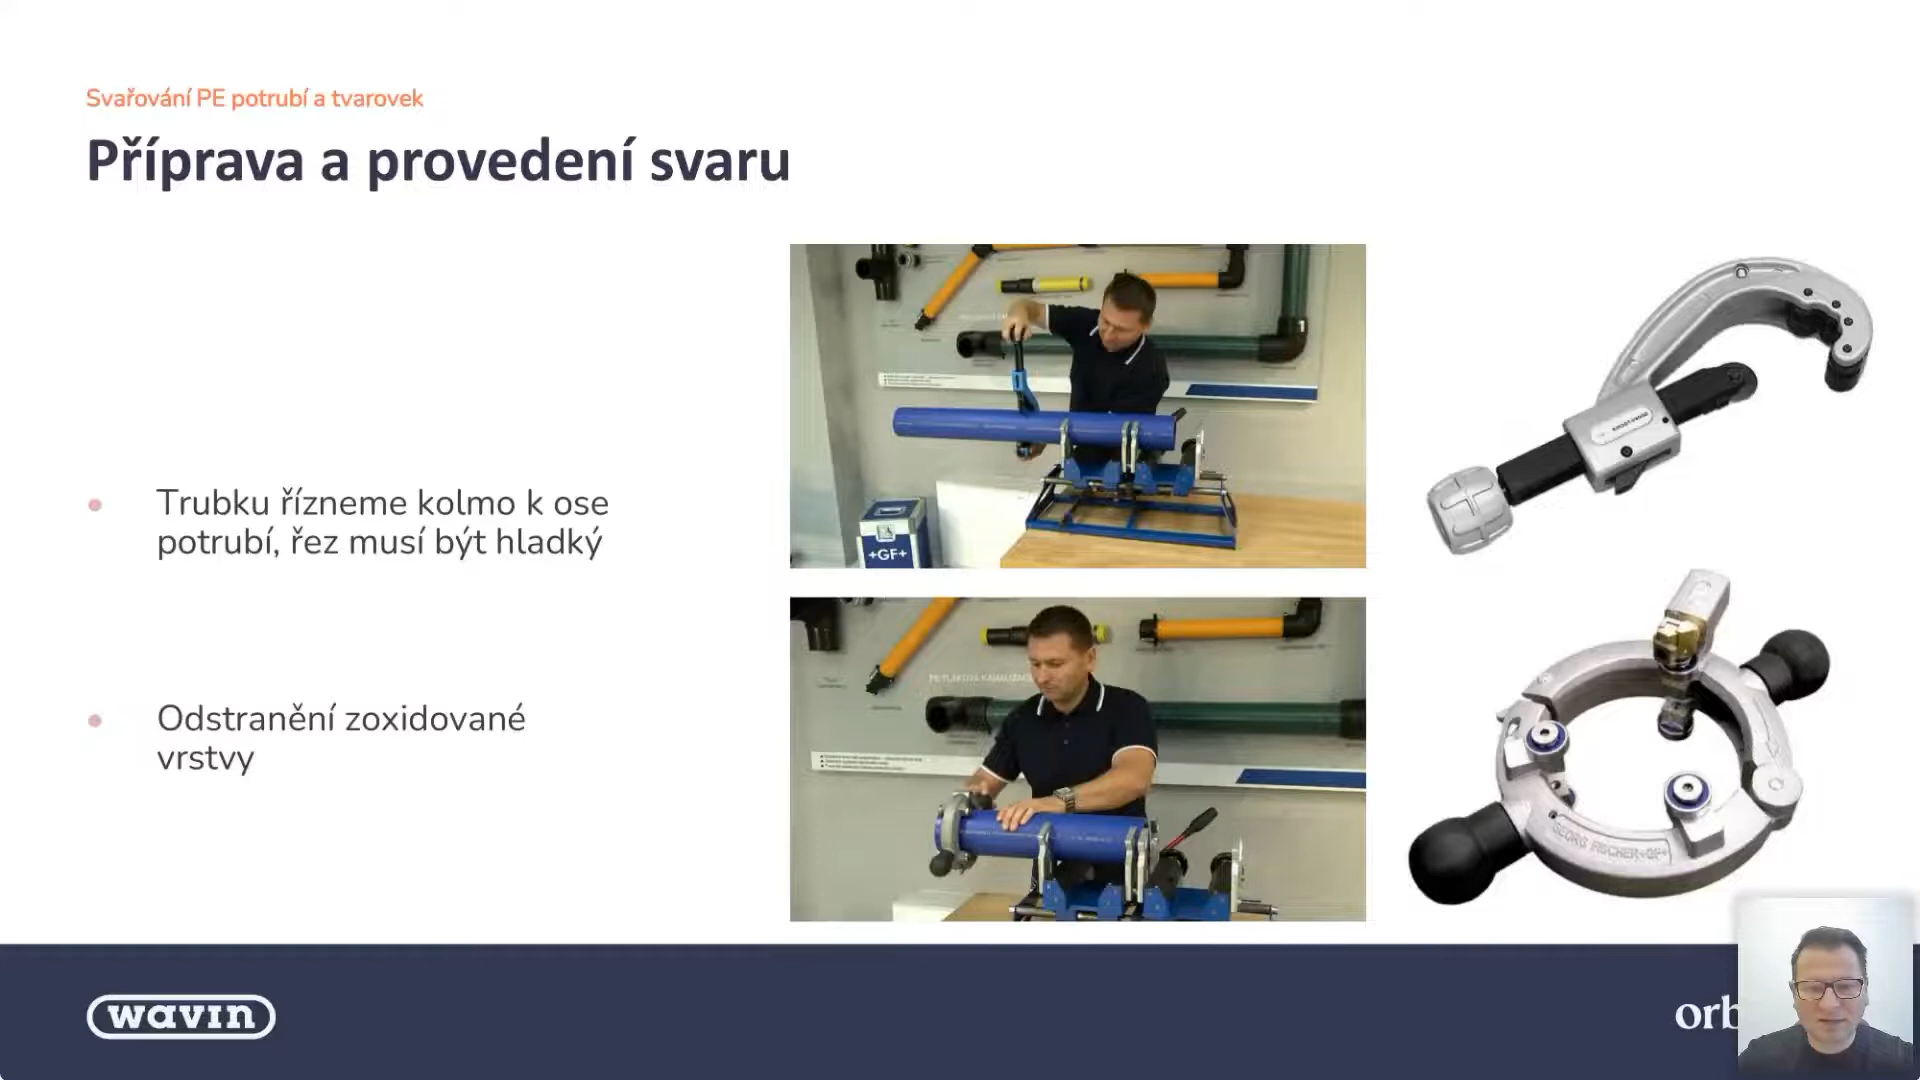 Svařování PE potrubí a tvarovek
Příprava a provedení svaru
Trubku řízneme kolmo k ose
potrubí, řez musí být hladký
+GF+
Odstranění zoxidované
vrstvy
GEORG FISCHER +GF+
wavin
orb